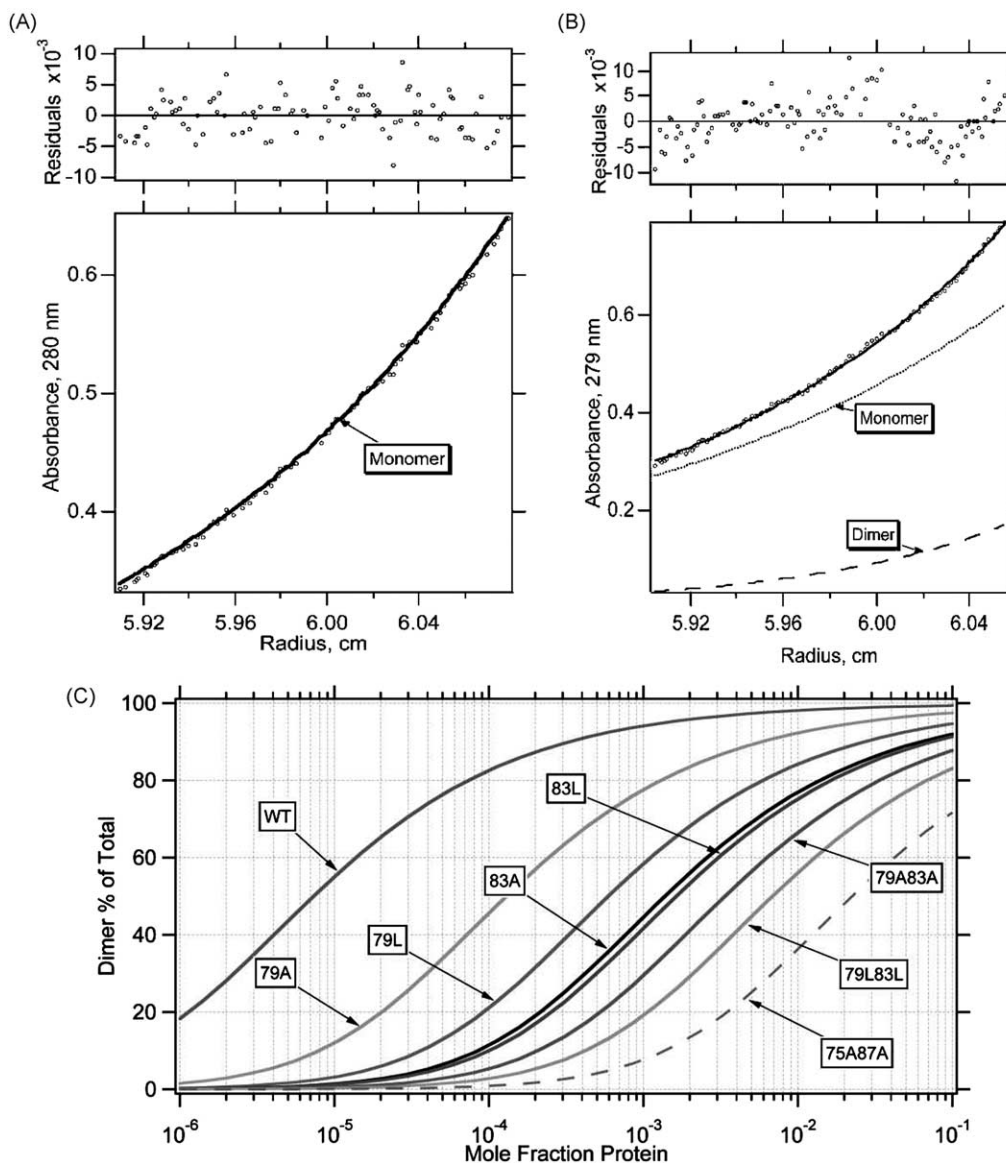 (A)
Residuals x10-3
10
5
0
-5
-10
5.92
5.96
6.00
6.04
Absorbance, 280 nm
0.6
0.5
0.4
Monomer
Radius, cm
(B)
Residuals x10-3
10
5
0
-5
-10
Absorbance, 279 nm
0.6
0.4
0.2
Monomer
Dimer
5.92
5.96
6.00
6.04
Radius, cm
(C)
Dimer % of Total
100
80
60
40
20
0
WT
79A
79L
83A
83L
79A83A
79L83L
75A87A
10-6
10-5
10-4
10-3
10-2
10-1
Mole Fraction Protein